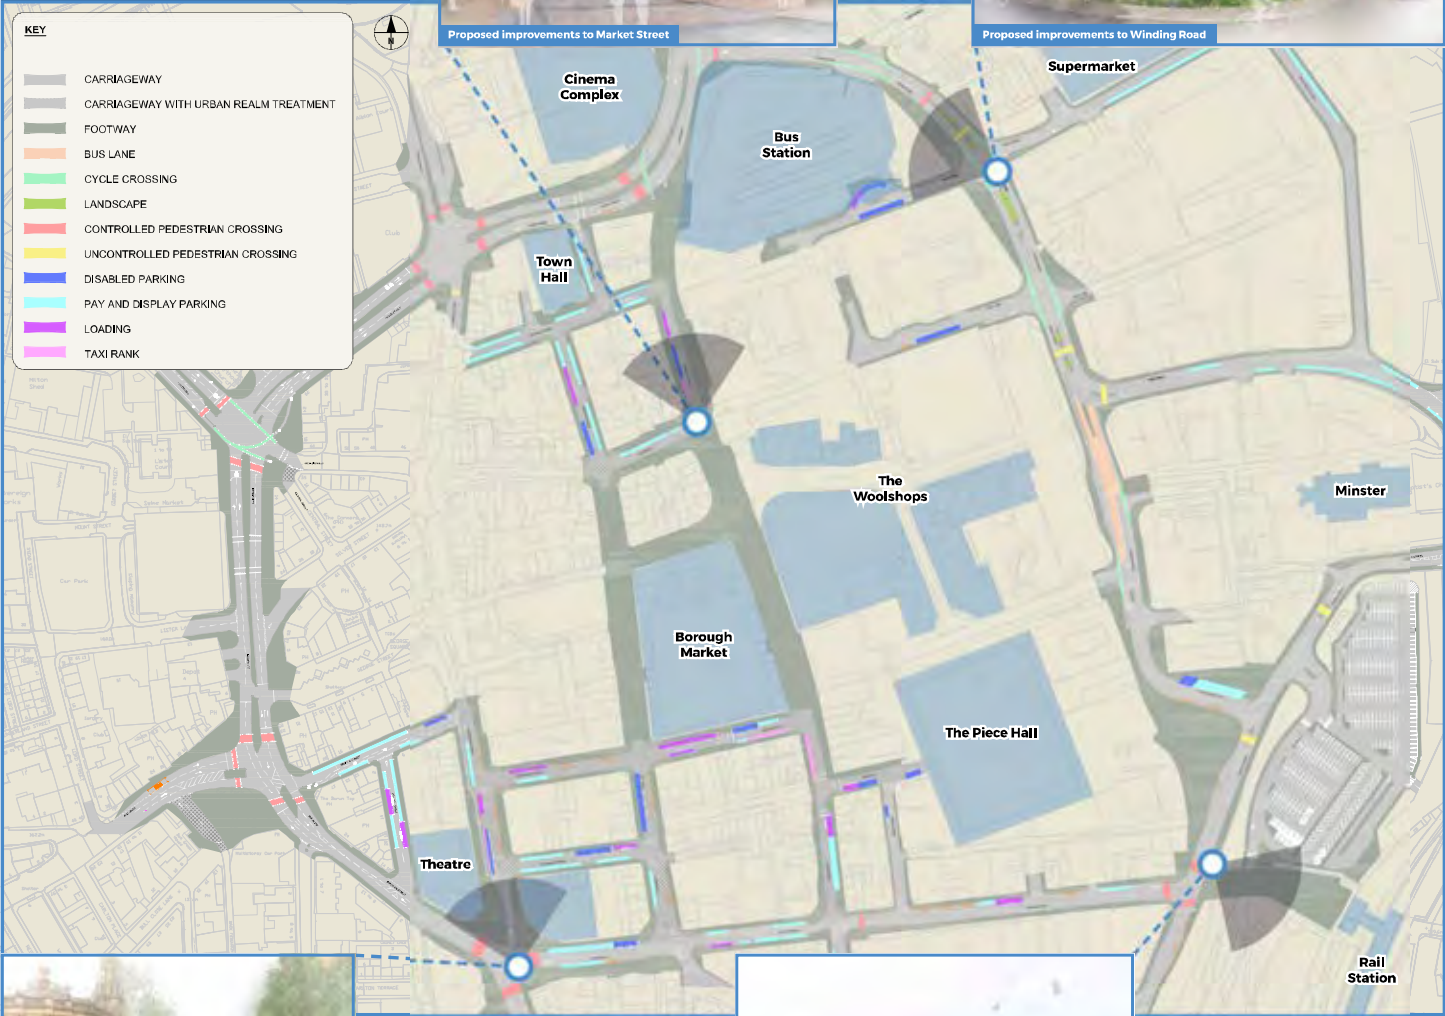 Proposed improvements to Market Street
Proposed improvements to Winding Road
KEY
N
CARRIAGEWAY
CARRIAGEWAY WITH URBAN REALM TREATMENT
FOOTWAY
BUS LANE
CYCLE CROSSING
LANDSCAPE
CONTROLLED PEDESTRIAN CROSSING
UNCONTROLLED PEDESTRIAN CROSSING
DISABLED PARKING
PAY AND DISPLAY PARKING
LOADING
TAXI RANK
Cinema
Complex
Supermarket
Bus
Station
Town
Hall
The
Woolshops
Minster
Borough
Market
The Piece Hall
Theatre
Rail
Station
Car Park